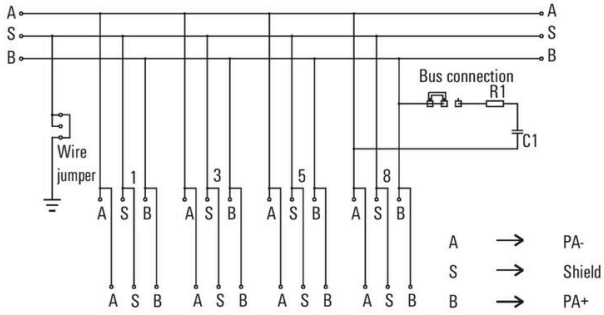 A A
S S
B B
Bus connection
R1
C1
Wire
jumper
1 3 5 8
A S B A S B A S B A S B
A S B A S B A S B A S B
A → PA-
S → Shield
B → PA+